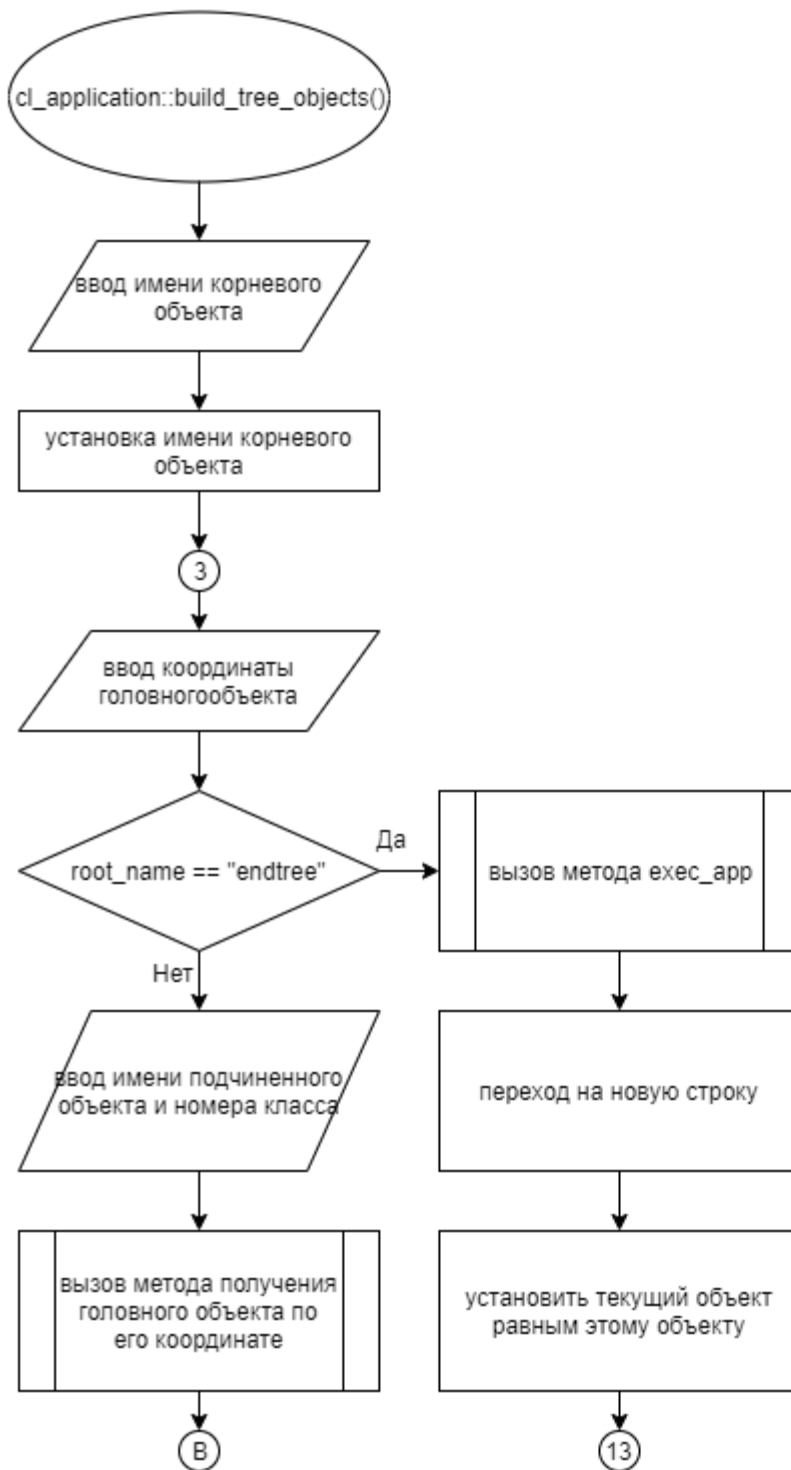 cl_application::build_tree_objects()
ввод имени корневого
объекта
установка имени корневого
объекта
3
ввод координаты
головногообъекта
root_name == "endtree"
Да
вызов метода exec_app
Нет
ввод имени подчиненного
объекта и номера класса
переход на новую строку
вызов метода получения
головного объекта по
его координате
установить текущий объект
равным этому объекту
B
13